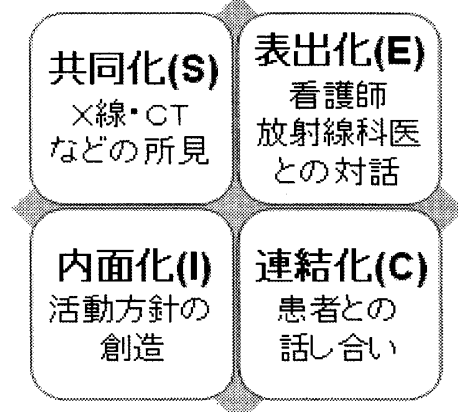 共同化(S)
X線・CT
などの所見
表出化(E)
看護師
放射線科医
との対話
内面化(I)
活動方針の
創造
連結化(C)
患者との
話し合い